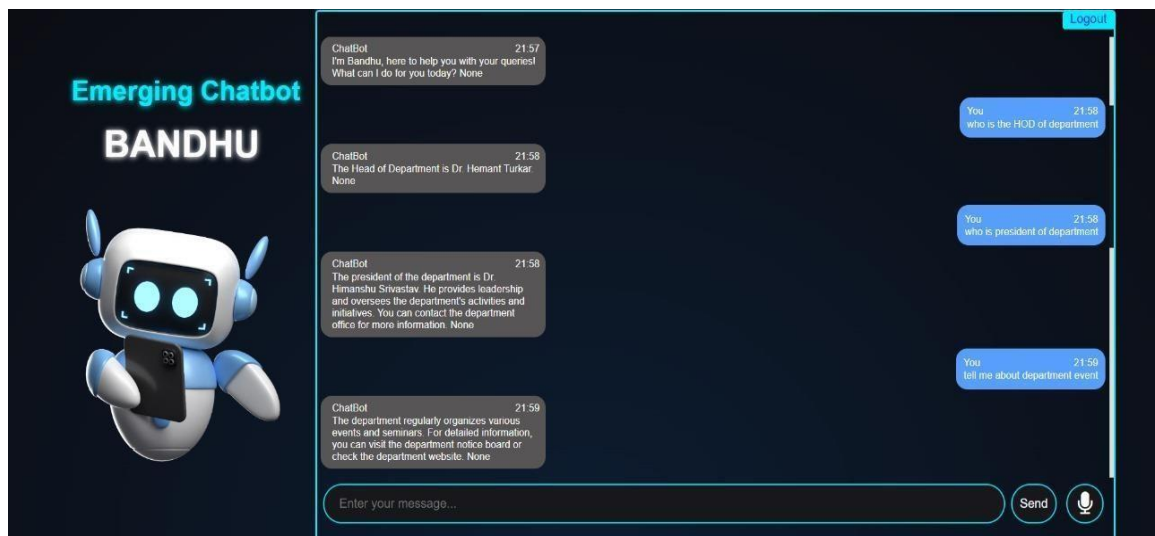 Logout
Emerging Chatbot
BANDHU
ChatBot 21:57
I'm Bandhu, here to help you with your queries!
What can I do for you today? None
You 21:58
who is the HOD of department
ChatBot 21:58
The Head of Department is Dr. Hemant Turkar.
None
You 21:58
who is president of department
ChatBot 21:58
The president of the department is Dr.
Himanshu Srivastav. He provides leadership
and oversees the department's activities and
initiatives. You can contact the department
office for more information. None
You 21:59
tell me about department event
ChatBot 21:59
The department regularly organizes various
events and seminars. For detailed information,
you can visit the department notice board or
check the department website. None
Enter your message...
Send